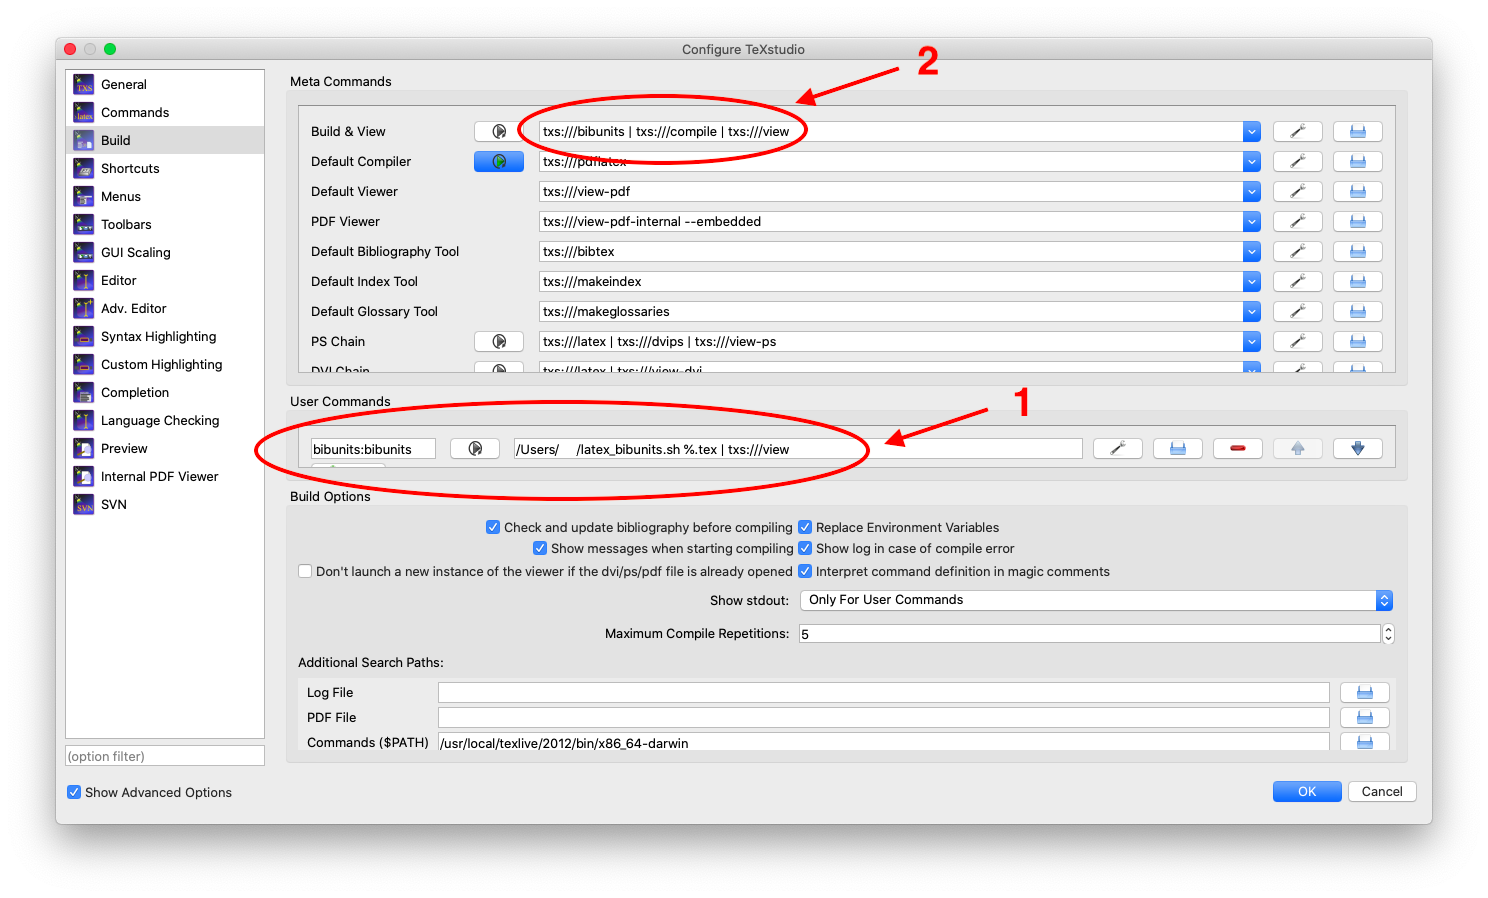 Configure TeXstudio
2
General
Commands
Build
Shortcuts
Menus
Toolbars
GUI Scaling
Editor
Adv. Editor
Syntax Highlighting
Custom Highlighting
Completion
Language Checking
Preview
Internal PDF Viewer
SVN
(option filter)
Show Advanced Options
Meta Commands
Build & View txs:///bibunits | txs:///compile | txs:///view
Default Compiler txs:///pdflatex
Default Viewer txs:///view-pdf
PDF Viewer txs:///view-pdf-internal --embedded
Default Bibliography Tool txs:///bibtex
Default Index Tool txs:///makeindex
Default Glossary Tool txs:///makeglossaries
PS Chain txs:///latex | txs:///dvips | txs:///view-ps
DVI Chain txs:///latex | txs:///view-dvi
1
User Commands
bibunits:bibunits /Users/ /latex_bibunits.sh %.tex | txs:///view
Build Options
Check and update bibliography before compiling Replace Environment Variables
Show messages when starting compiling Show log in case of compile error
Don't launch a new instance of the viewer if the dvi/ps/pdf file is already opened Interpret command definition in magic comments
Show stdout: Only For User Commands
Maximum Compile Repetitions: 5
Additional Search Paths:
Log File
PDF File
Commands ($PATH) /usr/local/texlive/2012/bin/x86_64-darwin
OK Cancel